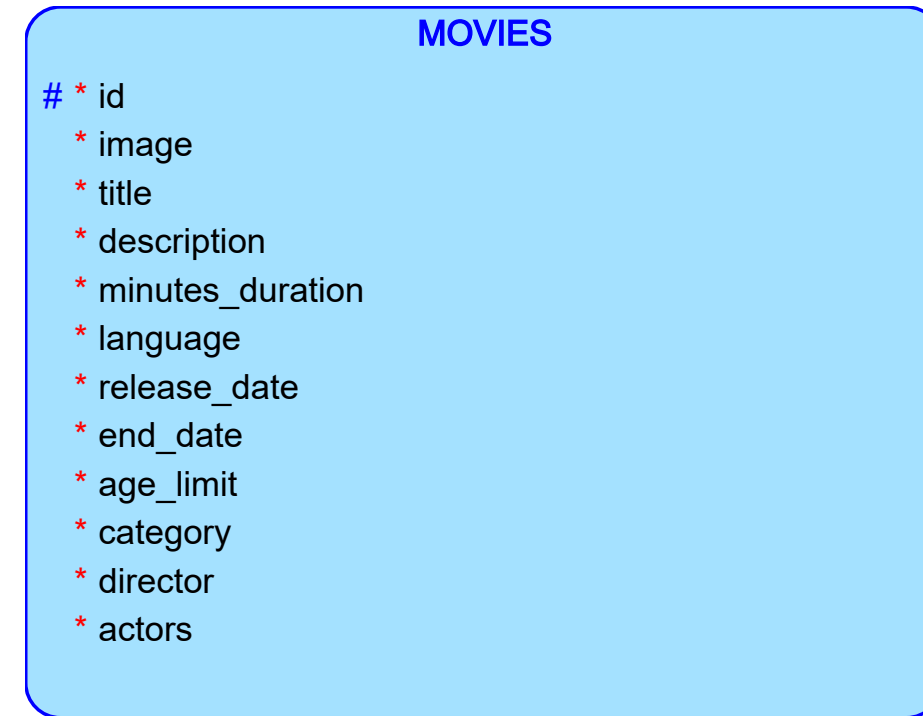 MOVIES
# * id
* image
* title
* description
* minutes_duration
* language
* release_date
* end_date
* age_limit
* category
* director
* actors